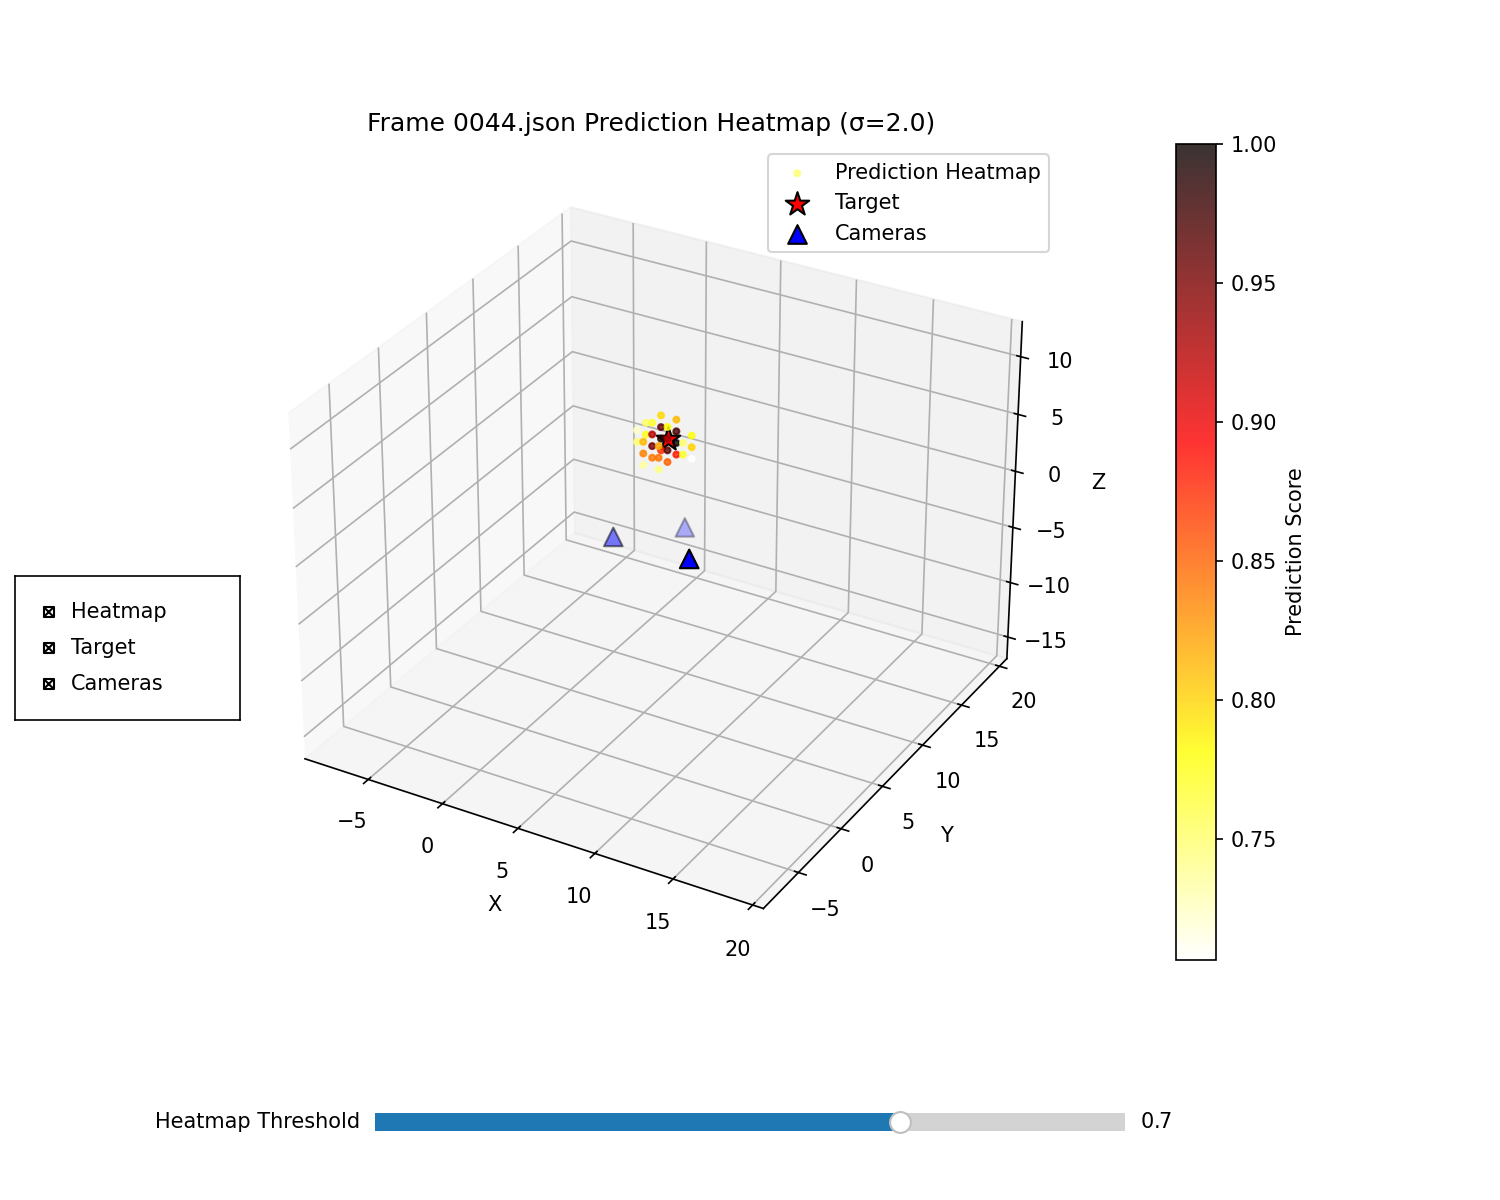 Frame 0044.json Prediction Heatmap (σ=2.0)
Prediction Heatmap
Target
Cameras
1.00
0.95
0.90
0.85
0.80
0.75
Prediction Score
10
5
0
−5
−10
−15
Z
20
15
10
5
0
−5
Y
−5
0
5
10
15
20
X
Heatmap
Target
Cameras
Heatmap Threshold 0.7